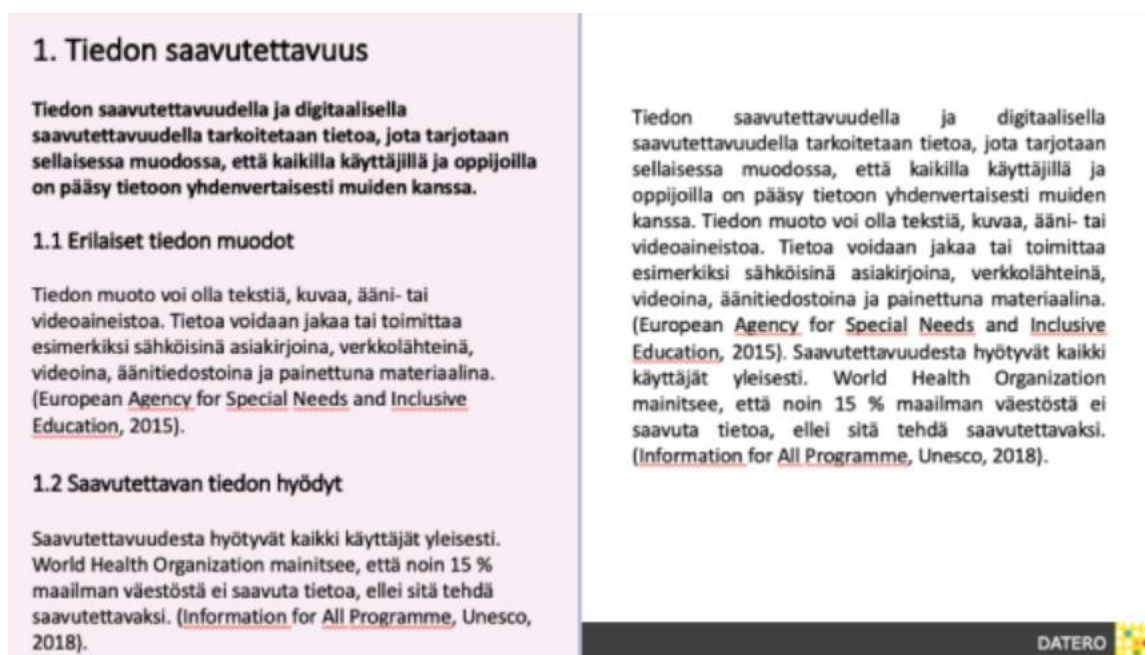 1. Tiedon saavutettavuus
Tiedon saavutettavuudella ja digitaalisella
saavutettavuudella tarkoitetaan tietoa, jota tarjotaan
sellaisessa muodossa, että kaikilla käyttäjillä ja oppijoilla
on pääsy tietoon yhdenvertaisesti muiden kanssa.
1.1 Erilaiset tiedon muodot
Tiedon muoto voi olla tekstiä, kuvaa, ääni- tai
videoaineistoa. Tietoa voidaan jakaa tai toimittaa
esimerkiksi sähköisinä asiakirjoina, verkkolähteinä,
videoina, äänitiedostoina ja painettuna materiaalina.
(European Agency for Special Needs and Inclusive
Education, 2015).
1.2 Saavutettavan tiedon hyödyt
Saavutettavuudesta hyötyvät kaikki käyttäjät yleisesti.
World Health Organization mainitsee, että noin 15 %
maailman väestöstä ei saavuta tietoa, ellei sitä tehdä
saavutettavaksi. (Information for All Programme, Unesco,
2018).
Tiedon saavutettavuudella ja digitaalisella
saavutettavuudella tarkoitetaan tietoa, jota tarjotaan
sellaisessa muodossa, että kaikilla käyttäjillä ja
oppijoilla on pääsy tietoon yhdenvertaisesti muiden
kanssa. Tiedon muoto voi olla tekstiä, kuvaa, ääni- tai
videoaineistoa. Tietoa voidaan jakaa tai toimittaa
esimerkiksi sähköisinä asiakirjoina, verkkolähteinä,
videoina, äänitiedostoina ja painettuna materiaalina.
(European Agency for Special Needs and Inclusive
Education, 2015). Saavutettavuudesta hyötyvät kaikki
käyttäjät yleisesti. World Health Organization
mainitsee, että noin 15 % maailman väestöstä ei
saavuta tietoa, ellei sitä tehdä saavutettavaksi.
(Information for All Programme, Unesco, 2018).
DATERO